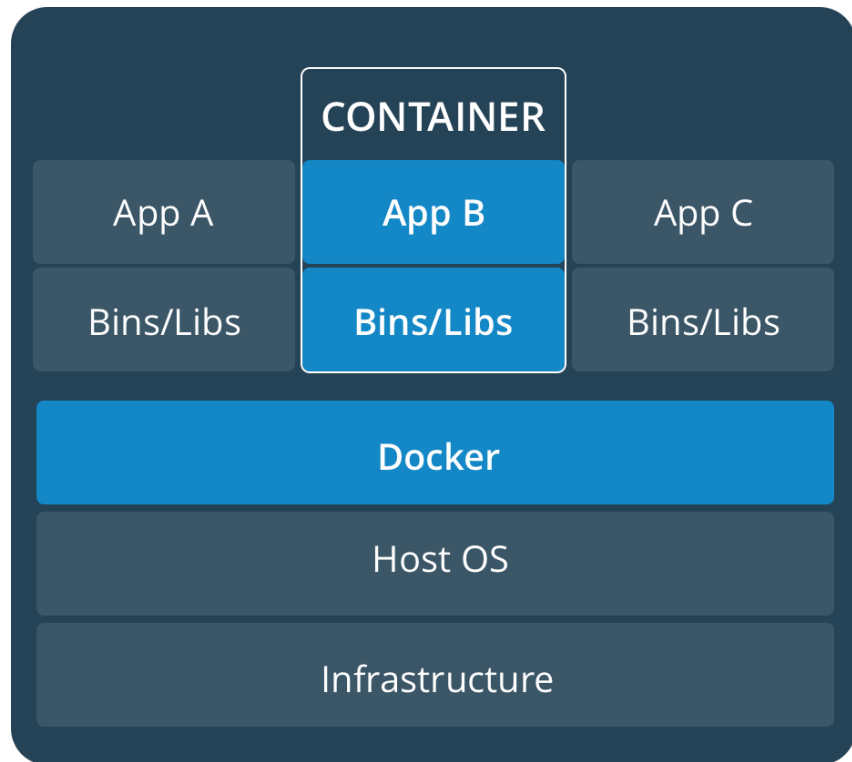 CONTAINER
App A
App B
App C
Bins/Libs
Bins/Libs
Bins/Libs
Docker
Host OS
Infrastructure